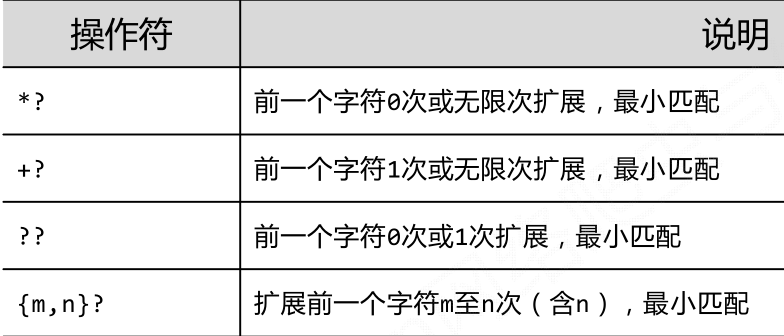 操作符 说明
*? 前一个字符0次或无限次扩展，最小匹配
+? 前一个字符1次或无限次扩展，最小匹配
?? 前一个字符0次或1次扩展，最小匹配
{m,n}? 扩展前一个字符m至n次（含n），最小匹配